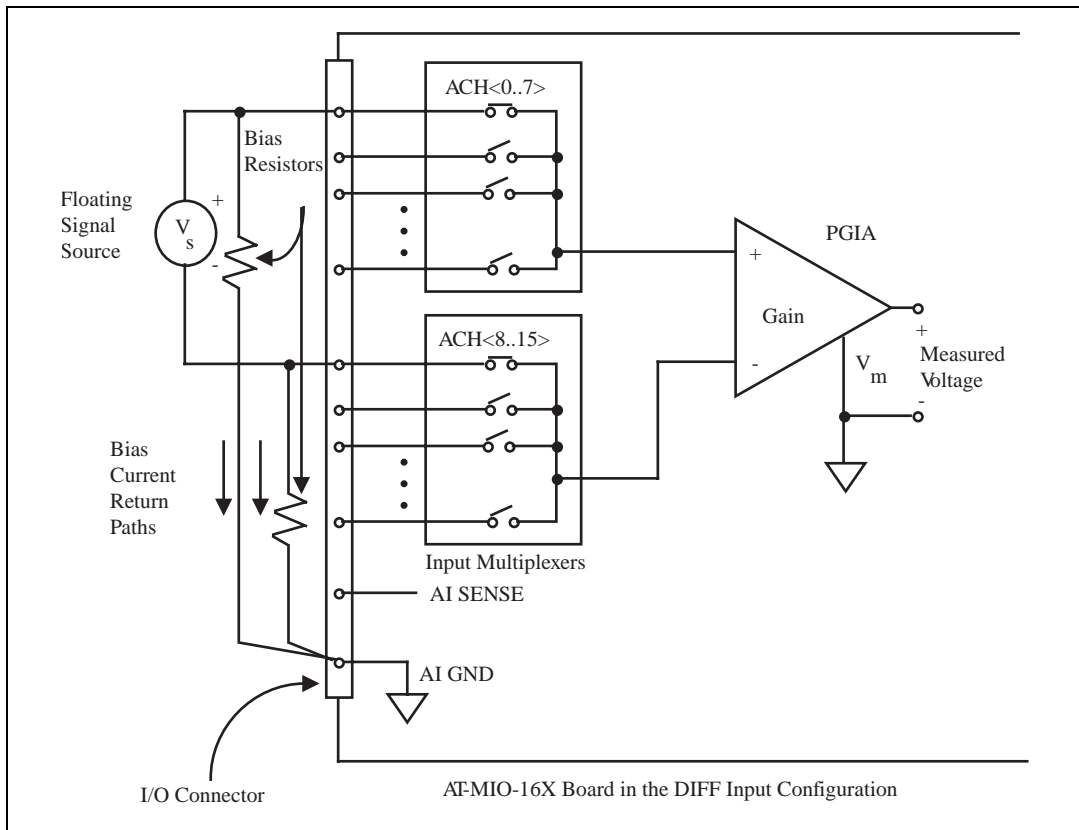 ACH<0..7>
Bias
Resistors
Floating
Signal
Source
+
V
s
-
PGIA
+
Gain
-
+
Measured
Voltage
-
V
m
ACH<8..15>
Bias
Current
Return
Paths
Input Multiplexers
AI SENSE
AI GND
I/O Connector
AT-MIO-16X Board in the DIFF Input Configuration